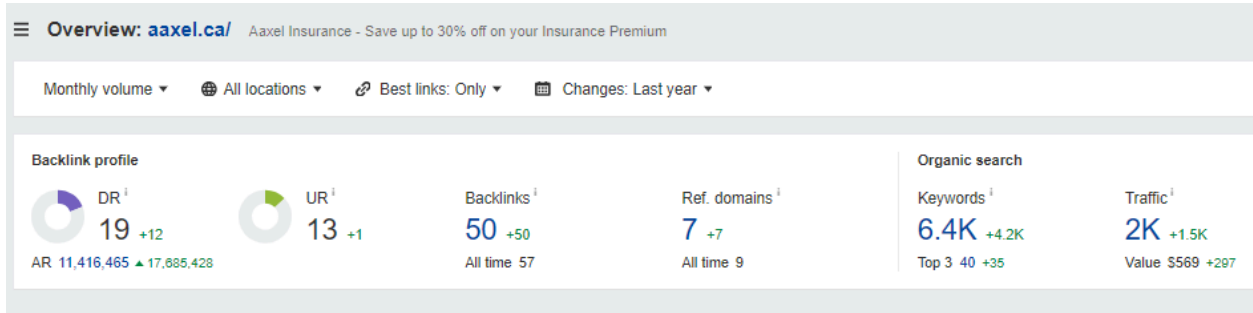 Overview: aaxel.ca/ Aaxel Insurance - Save up to 30% off on your Insurance Premium
Monthly volume All locations Best links: Only Changes: Last year
Backlink profile Organic search
DR i UR i Backlinks i Ref. domains i Keywords i Traffic i
19 +12 13 +1 50 +50 7 +7 6.4K +4.2K 2K +1.5K
AR 11,416,465 ▲ 17,685,428 All time 57 All time 9 Top 3 40 +35 Value $569 +297